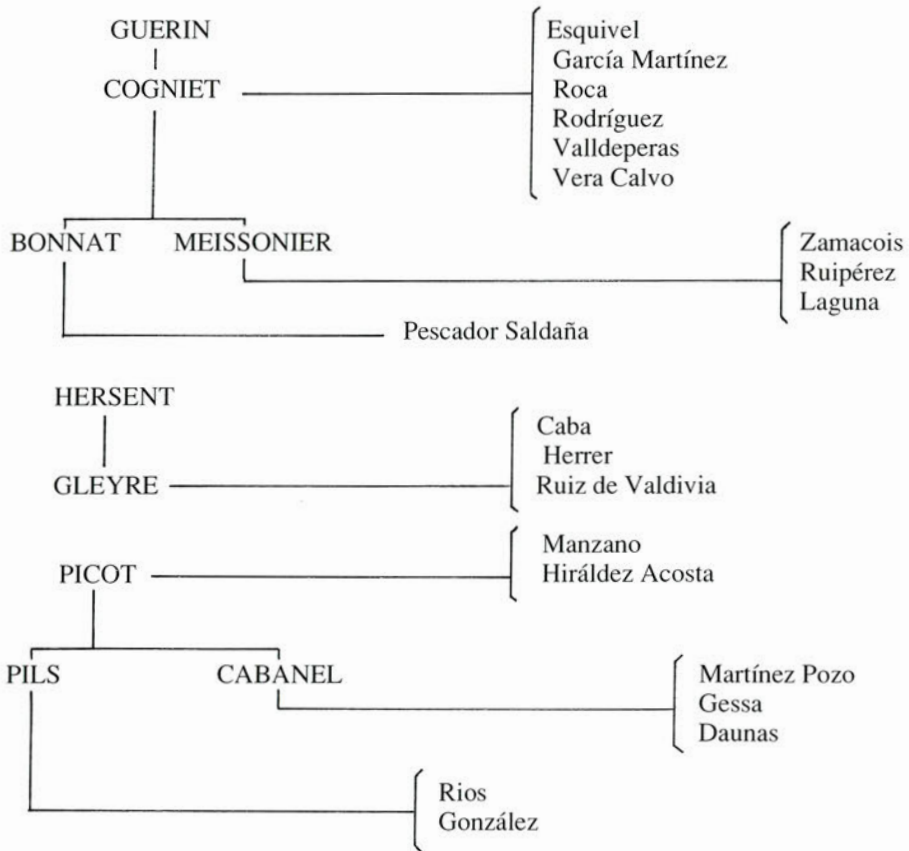 GUERIN
COGNIET
Esquivel
García Martínez
Roca
Rodríguez
Valldeperas
Vera Calvo
BONNAT MEISSONIER
Zamacois
Ruipérez
Laguna
Pescador Saldaña
HERSENT
GLEYRE
Caba
Herrer
Ruiz de Valdivia
PICOT
Manzano
Hiráldez Acosta
PILS CABANEL
Martínez Pozo
Gessa
Daunas
Rios
González